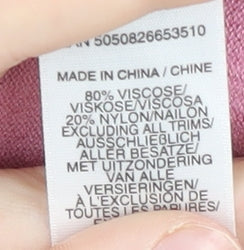 AN 5050826653510
MADE IN CHINA / CHINE
80% VISCOSE/
VISKOSE/VISCOSA
20% NYLON/NAILON
EXCLUDING ALL TRIMS/
AUSSCHLIEßLICH
ALLER BESÄTZE/
MET UITZONDERING
VAN ALLE
VERSIERINGEN/
À L'EXCLUSION DE
TOUTES LES PARURES/